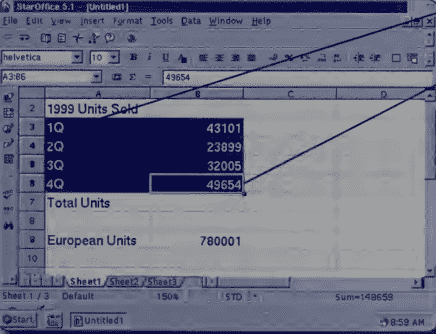 StarOffice 5.1 - [Untitled1]
File Edit View Insert Format Tools Data Window Help
helvetica 10 B i U
A3:B6 Σ = 49654
A B C D
2 1999 Units Sold
3 1Q 43101
4 2Q 23899
5 3Q 32005
6 4Q 49654
7 Total Units
8
9 European Units 780001
10
Sheet1 Sheet2 Sheet3
Sheet 1 / 3 Default 150% STD Sum=148659
Start Untitled1 8:59 AM